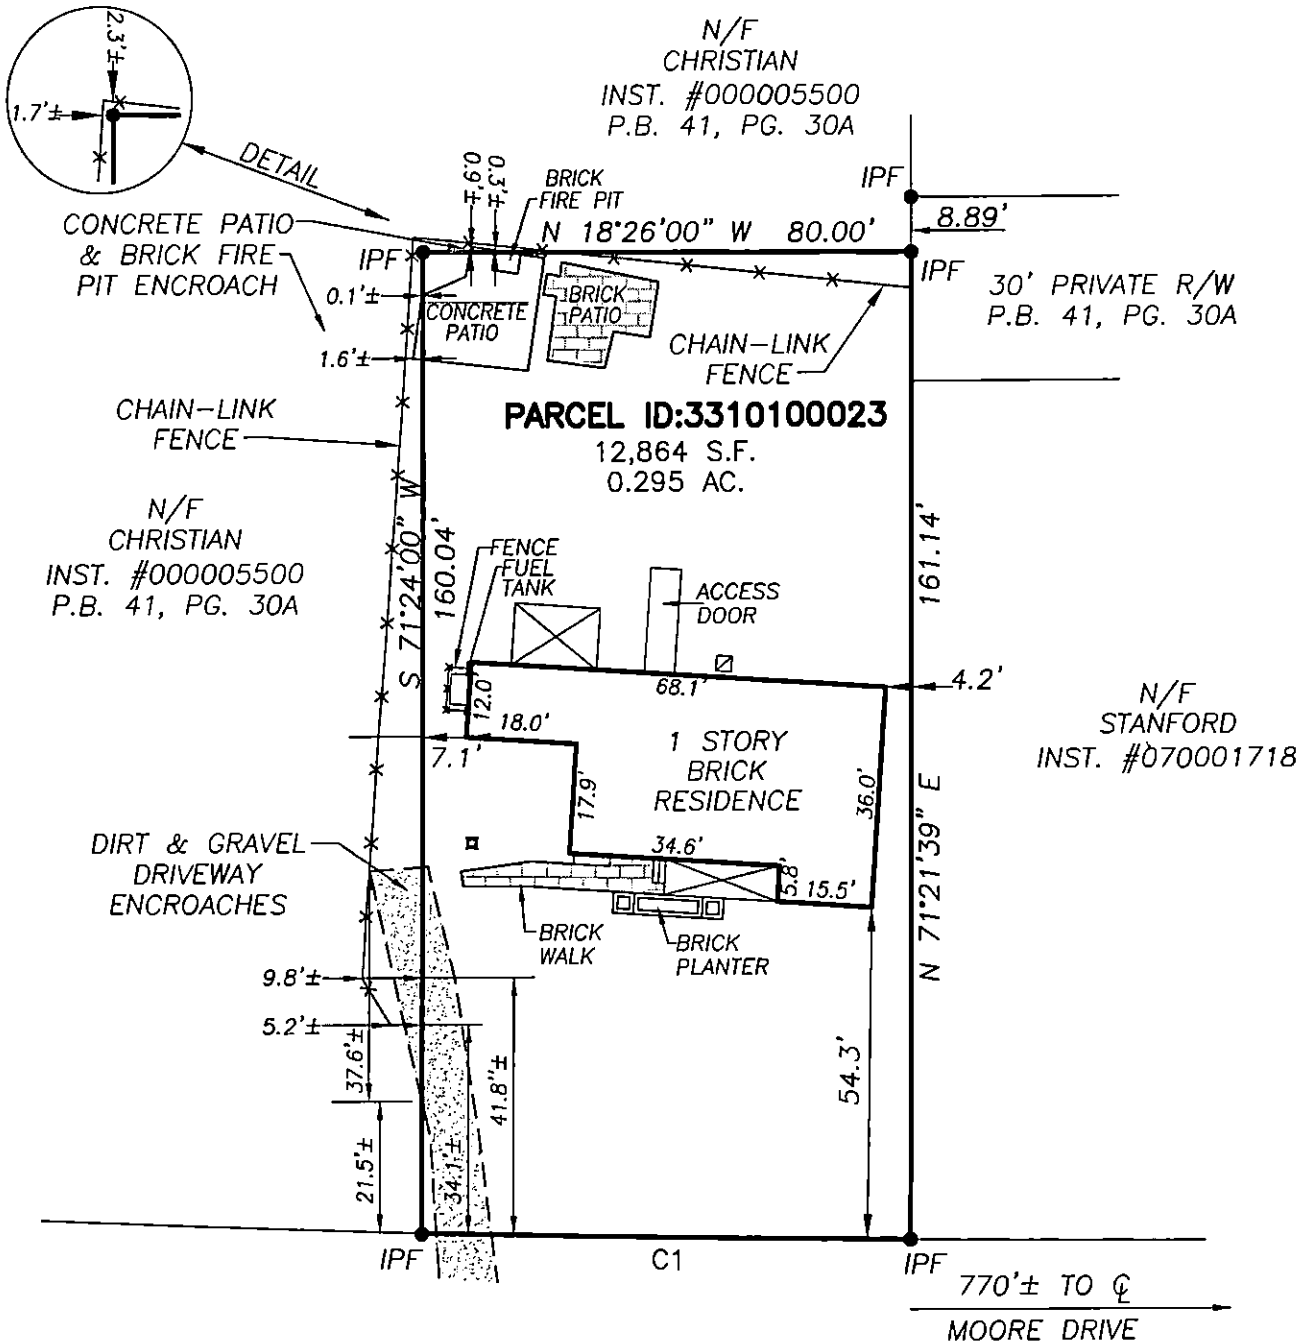 N/F
CHRISTIAN
INST. #000005500
P.B. 41, PG. 30A
2.3'±
1.7'±
DETAIL
0.9'±
0.3'±
BRICK
FIRE PIT
IPF
8.89'
CONCRETE PATIO
& BRICK FIRE
PIT ENCROACH
IPF
N 18°26'00" W 80.00'
IPF
30' PRIVATE R/W
P.B. 41, PG. 30A
0.1'±
CONCRETE
PATIO
BRICK
PATIO
1.6'±
CHAIN-LINK
FENCE
CHAIN-LINK
FENCE
PARCEL ID:3310100023
12,864 S.F.
0.295 AC.
N/F
CHRISTIAN
INST. #000005500
P.B. 41, PG. 30A
S 71°24'00" W
160.04'
161.14'
FENCE
FUEL
TANK
ACCESS
DOOR
68.1'
4.2'
12.0'
18.0'
7.1'
N/F
STANFORD
INST. #070001718
1 STORY
BRICK
RESIDENCE
17.9'
36.0'
N 71°21'39" E
34.6'
5.8'
15.5'
DIRT & GRAVEL
DRIVEWAY
ENCROACHES
BRICK
WALK
BRICK
PLANTER
9.8'±
5.2'±
37.6'±
41.8"±
54.3'
21.5'±
34.1'±
IPF
C1
IPF
770'± TO ℄
MOORE DRIVE